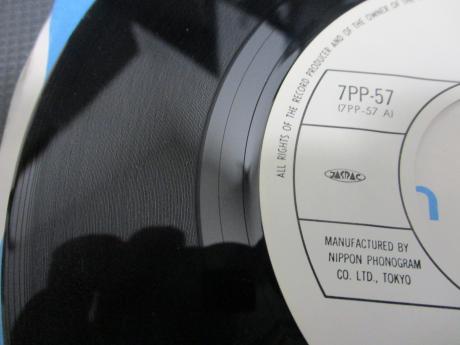 ALL RIGHTS OF THE RECORD PRODUCER AND OF THE OWNER OF THE
7PP-57
(7PP-57 A)
JASRAC
MANUFACTURED BY
NIPPON PHONOGRAM
CO. LTD., TOKYO